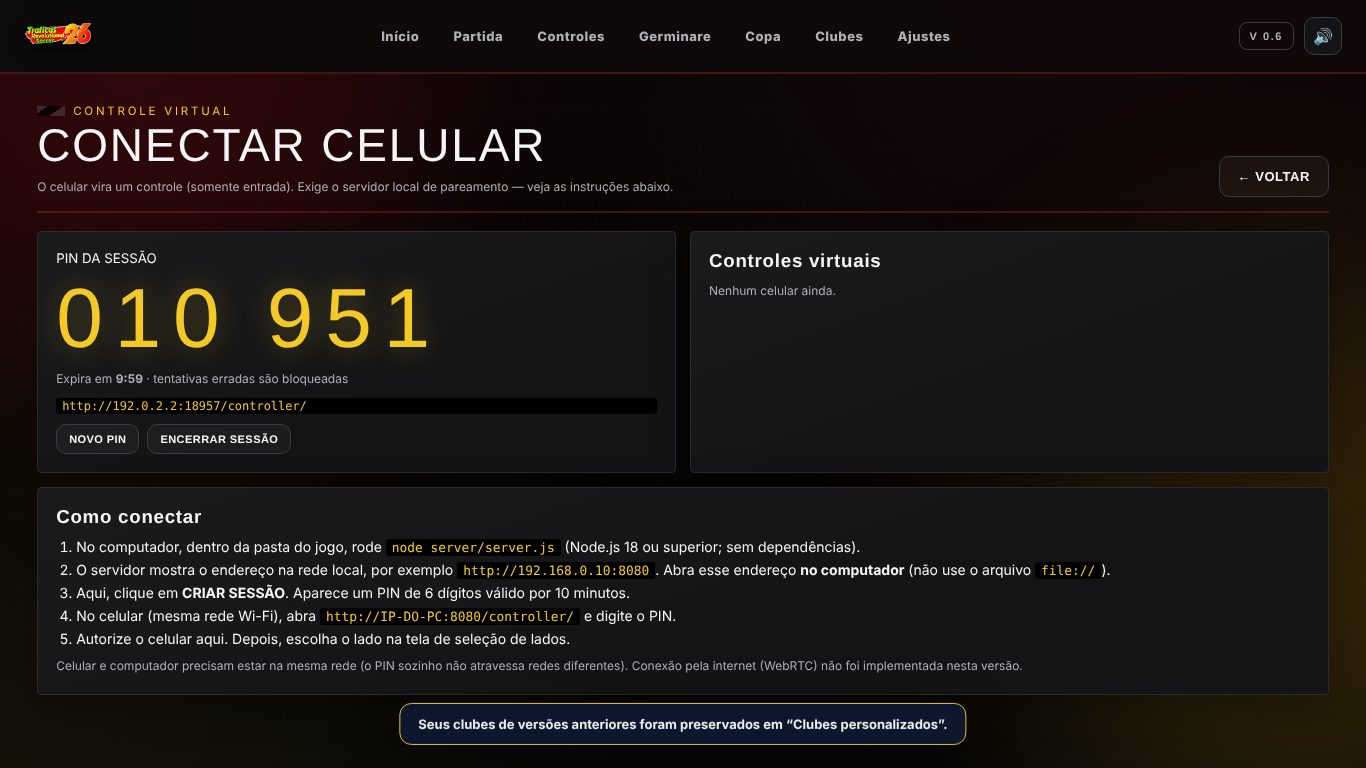 Traficus
Revolutional
Soccer
26
Início
Partida
Controles
Germinare
Copa
Clubes
Ajustes
V 0.6
CONTROLE VIRTUAL
CONECTAR CELULAR
O celular vira um controle (somente entrada). Exige o servidor local de pareamento — veja as instruções abaixo.
← VOLTAR
PIN DA SESSÃO
010 951
Expira em 9:59 · tentativas erradas são bloqueadas
http://192.0.2.2:18957/controller/
NOVO PIN
ENCERRAR SESSÃO
Controles virtuais
Nenhum celular ainda.
Como conectar
1. No computador, dentro da pasta do jogo, rode node server/server.js (Node.js 18 ou superior; sem dependências).
2. O servidor mostra o endereço na rede local, por exemplo http://192.168.0.10:8080. Abra esse endereço no computador (não use o arquivo file://).
3. Aqui, clique em CRIAR SESSÃO. Aparece um PIN de 6 dígitos válido por 10 minutos.
4. No celular (mesma rede Wi-Fi), abra http://IP-DO-PC:8080/controller/ e digite o PIN.
5. Autorize o celular aqui. Depois, escolha o lado na tela de seleção de lados.
Celular e computador precisam estar na mesma rede (o PIN sozinho não atravessa redes diferentes). Conexão pela internet (WebRTC) não foi implementada nesta versão.
Seus clubes de versões anteriores foram preservados em “Clubes personalizados”.